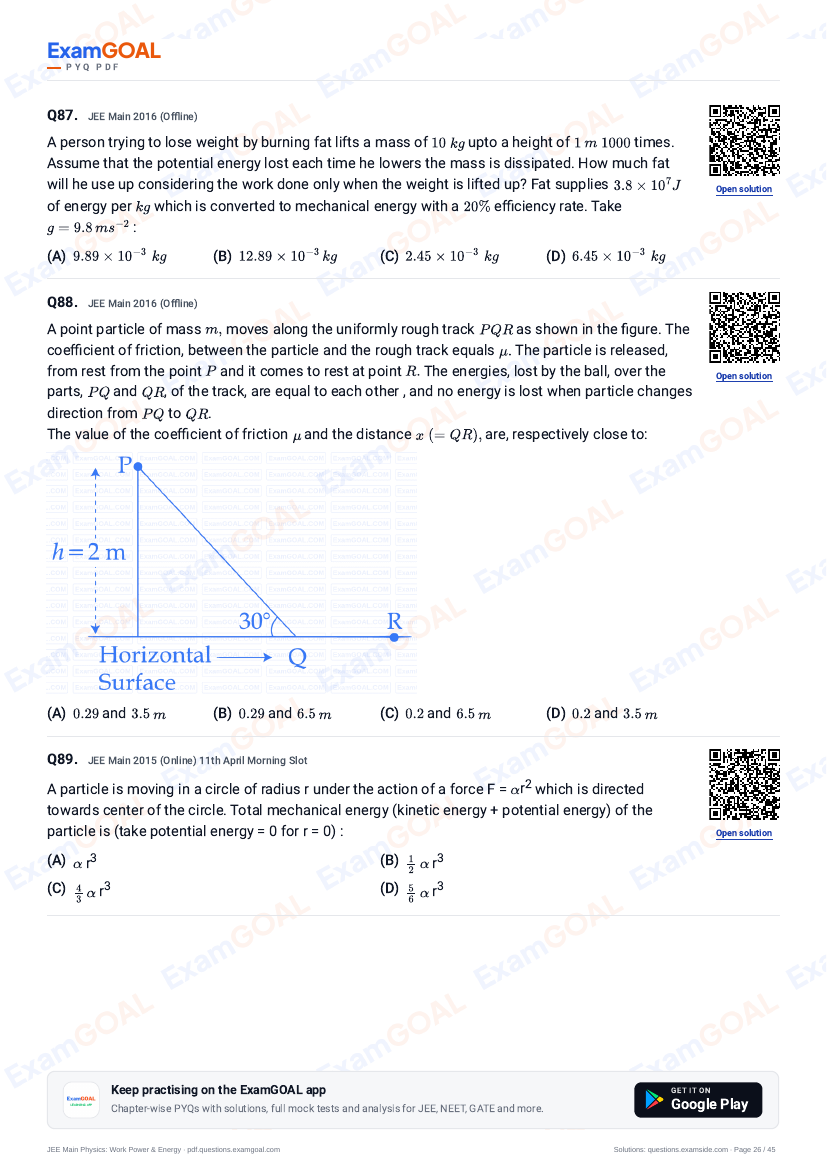 ExamGOAL
PYQ PDF
Q87. JEE Main 2016 (Offline)
A person trying to lose weight by burning fat lifts a mass of 10 kg upto a height of 1 m 1000 times.
Assume that the potential energy lost each time he lowers the mass is dissipated. How much fat
will he use up considering the work done only when the weight is lifted up? Fat supplies 3.8 × 10⁷J
of energy per kg which is converted to mechanical energy with a 20% efficiency rate. Take
g = 9.8 ms⁻² :
Open solution
(A) 9.89 × 10⁻³ kg (B) 12.89 × 10⁻³ kg (C) 2.45 × 10⁻³ kg (D) 6.45 × 10⁻³ kg
Q88. JEE Main 2016 (Offline)
A point particle of mass m, moves along the uniformly rough track PQR as shown in the figure. The
coefficient of friction, between the particle and the rough track equals μ. The particle is released,
from rest from the point P and it comes to rest at point R. The energies, lost by the ball, over the
parts, PQ and QR, of the track, are equal to each other , and no energy is lost when particle changes
direction from PQ to QR.
The value of the coefficient of friction μ and the distance x (= QR), are, respectively close to:
Open solution
P
h = 2 m
30°
R
Horizontal
Q
Surface
(A) 0.29 and 3.5 m (B) 0.29 and 6.5 m (C) 0.2 and 6.5 m (D) 0.2 and 3.5 m
Q89. JEE Main 2015 (Online) 11th April Morning Slot
A particle is moving in a circle of radius r under the action of a force F = αr² which is directed
towards center of the circle. Total mechanical energy (kinetic energy + potential energy) of the
particle is (take potential energy = 0 for r = 0) :
Open solution
(A) α r³ (B) 1/2 α r³
(C) 4/3 α r³ (D) 5/6 α r³
ExamGOAL
Keep practising on the ExamGOAL app
Chapter-wise PYQs with solutions, full mock tests and analysis for JEE, NEET, GATE and more.
GET IT ON
Google Play
JEE Main Physics: Work Power & Energy · pdf.questions.examgoal.com Solutions: questions.examside.com · Page 26 / 45